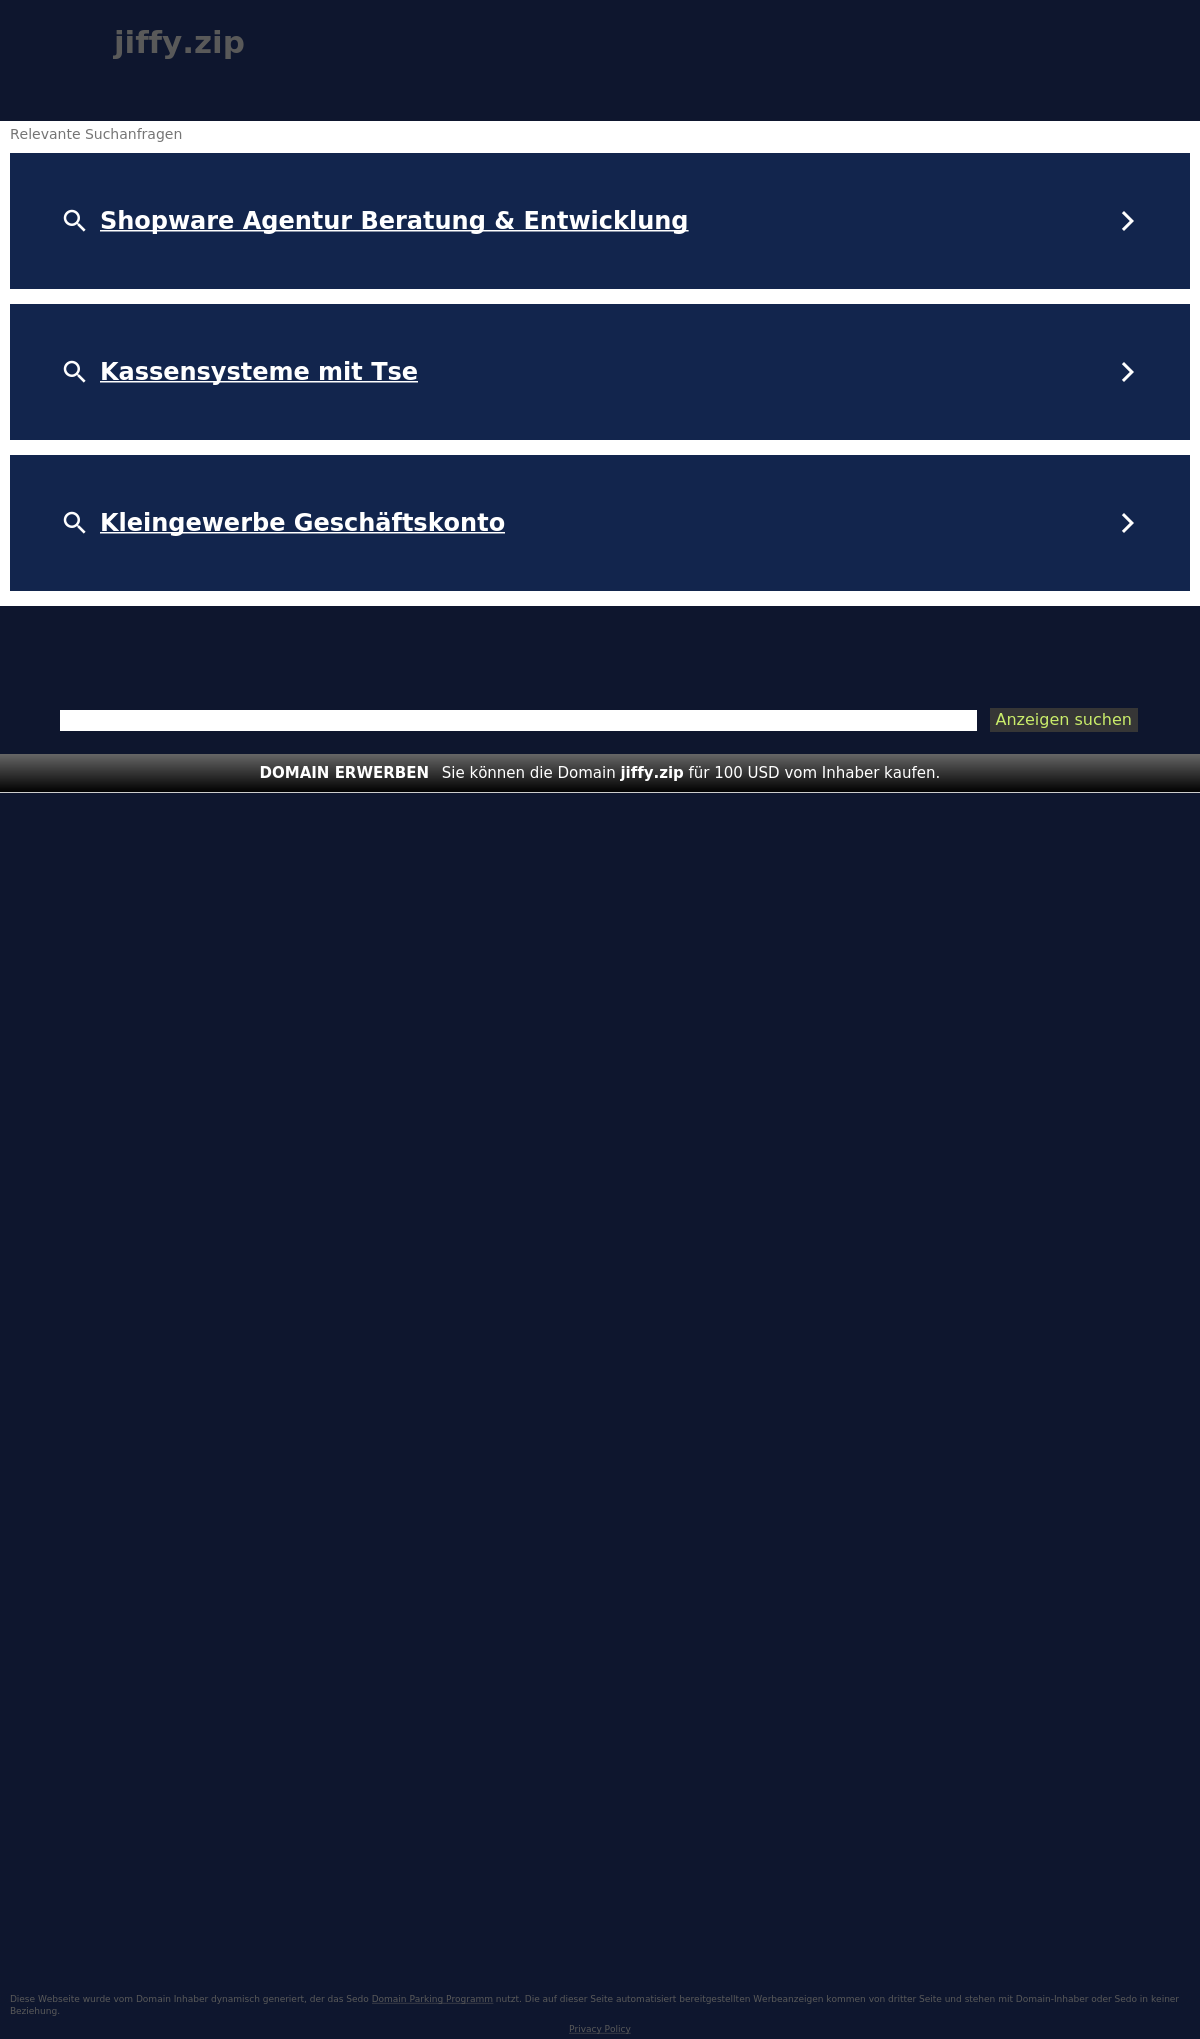 jiffy.zip
Relevante Suchanfragen
Shopware Agentur Beratung & Entwicklung
Kassensysteme mit Tse
Kleingewerbe Geschäftskonto
Anzeigen suchen
DOMAIN ERWERBEN Sie können die Domain jiffy.zip für 100 USD vom Inhaber kaufen.
Diese Webseite wurde vom Domain Inhaber dynamisch generiert, der das Sedo Domain Parking Programm nutzt. Die auf dieser Seite automatisiert bereitgestellten Werbeanzeigen kommen von dritter Seite und stehen mit Domain-Inhaber oder Sedo in keiner
Beziehung.
Privacy Policy